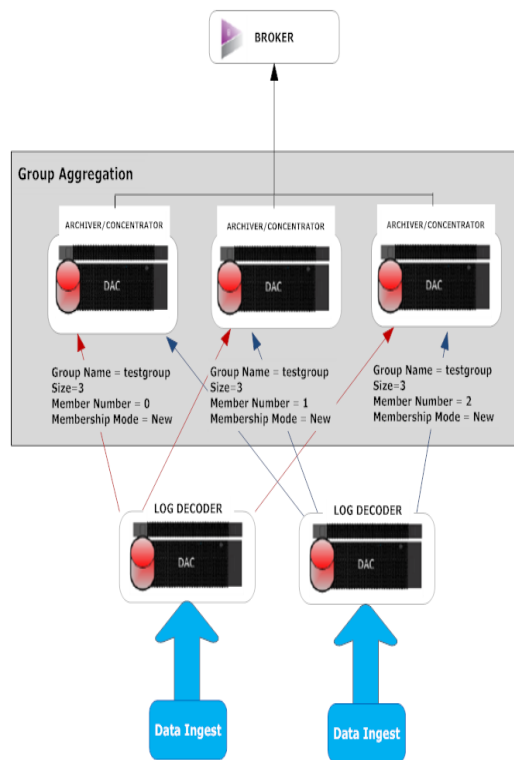 BROKER
Group Aggregation
ARCHIVER/CONCENTRATOR
DAC
Group Name = testgroup
Size=3
Member Number = 0
Membership Mode = New
ARCHIVER/CONCENTRATOR
DAC
Group Name = testgroup
Size=3
Member Number = 1
Membership Mode = New
ARCHIVER/CONCENTRATOR
DAC
Group Name = testgroup
Size=3
Member Number = 2
Membership Mode = New
LOG DECODER
DAC
LOG DECODER
DAC
Data Ingest
Data Ingest